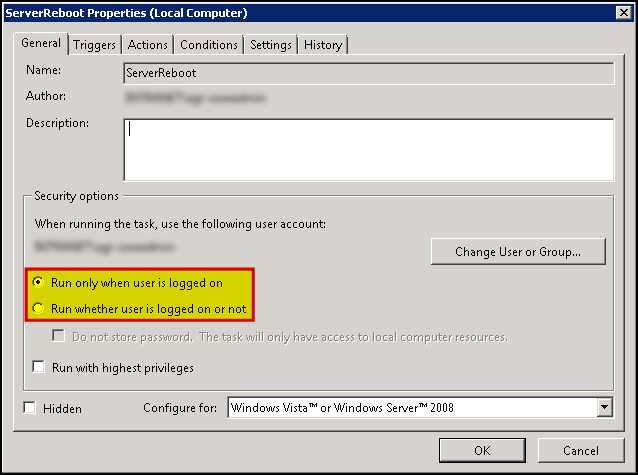 ServerReboot Properties (Local Computer)
General Triggers Actions Conditions Settings History
Name: ServerReboot
Author:
Description:
Security options
When running the task, use the following user account:
Change User or Group...
Run only when user is logged on
Run whether user is logged on or not
Do not store password. The task will only have access to local computer resources.
Run with highest privileges
Hidden Configure for: Windows Vista™ or Windows Server™ 2008
OK Cancel